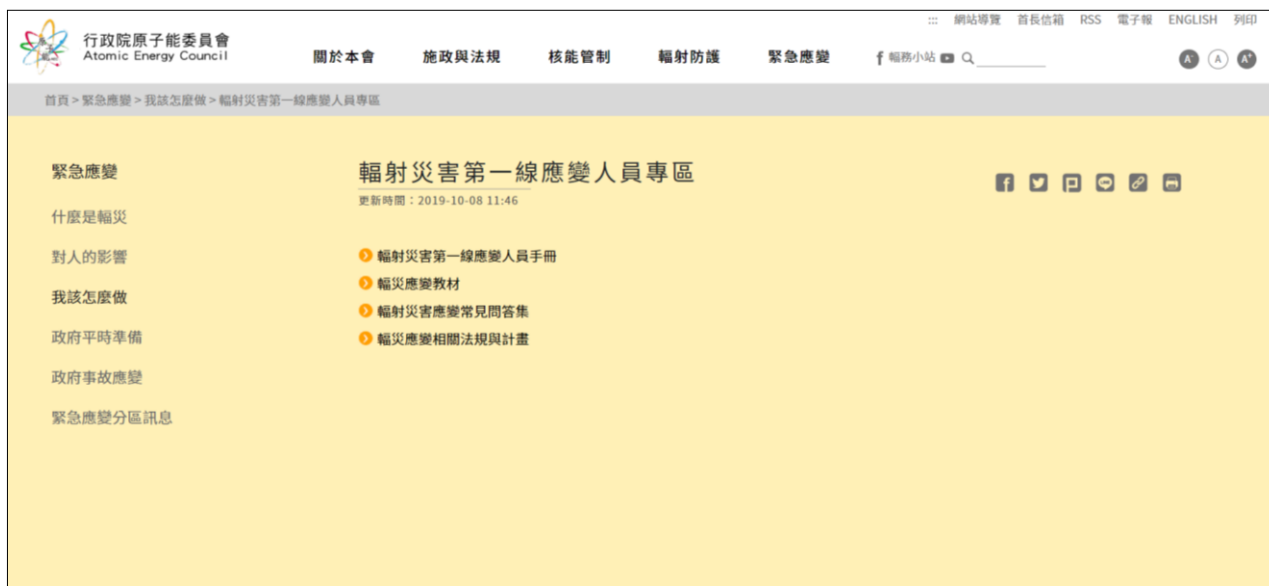 ::: 網站導覽 首長信箱 RSS 電子報 ENGLISH 列印
行政院原子能委員會
Atomic Energy Council
關於本會 施政與法規 核能管制 輻射防護 緊急應變 f 輻務小站
A- A A+
首頁 > 緊急應變 > 我該怎麼做 > 輻射災害第一線應變人員專區
緊急應變
什麼是輻災
對人的影響
我該怎麼做
政府平時準備
政府事故應變
緊急應變分區訊息
輻射災害第一線應變人員專區
更新時間：2019-10-08 11:46
輻射災害第一線應變人員手冊
輻災應變教材
輻射災害應變常見問答集
輻災應變相關法規與計畫